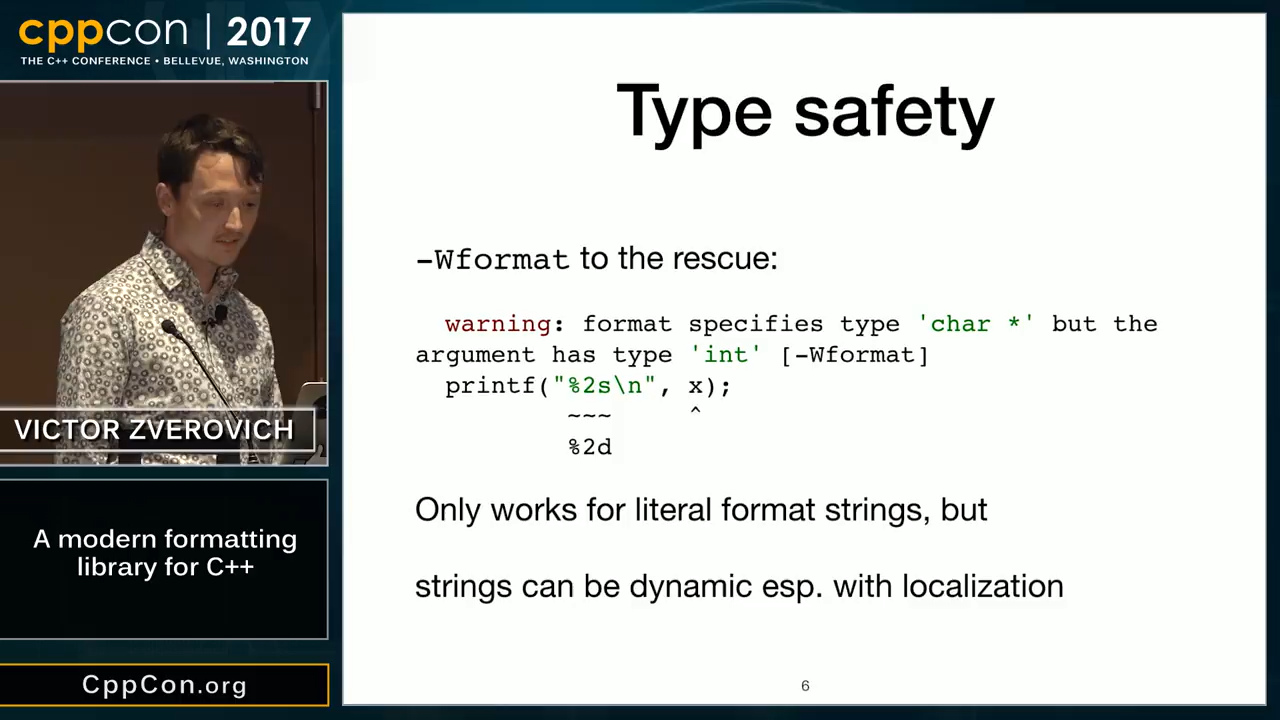 cppcon | 2017
THE C++ CONFERENCE • BELLEVUE, WASHINGTON
VICTOR ZVEROVICH
A modern formatting
library for C++
CppCon.org
Type safety
-Wformat to the rescue:
warning: format specifies type 'char *' but the
argument has type 'int' [-Wformat]
printf("%2s\n", x);
~~~ ^
%2d
Only works for literal format strings, but
strings can be dynamic esp. with localization
6